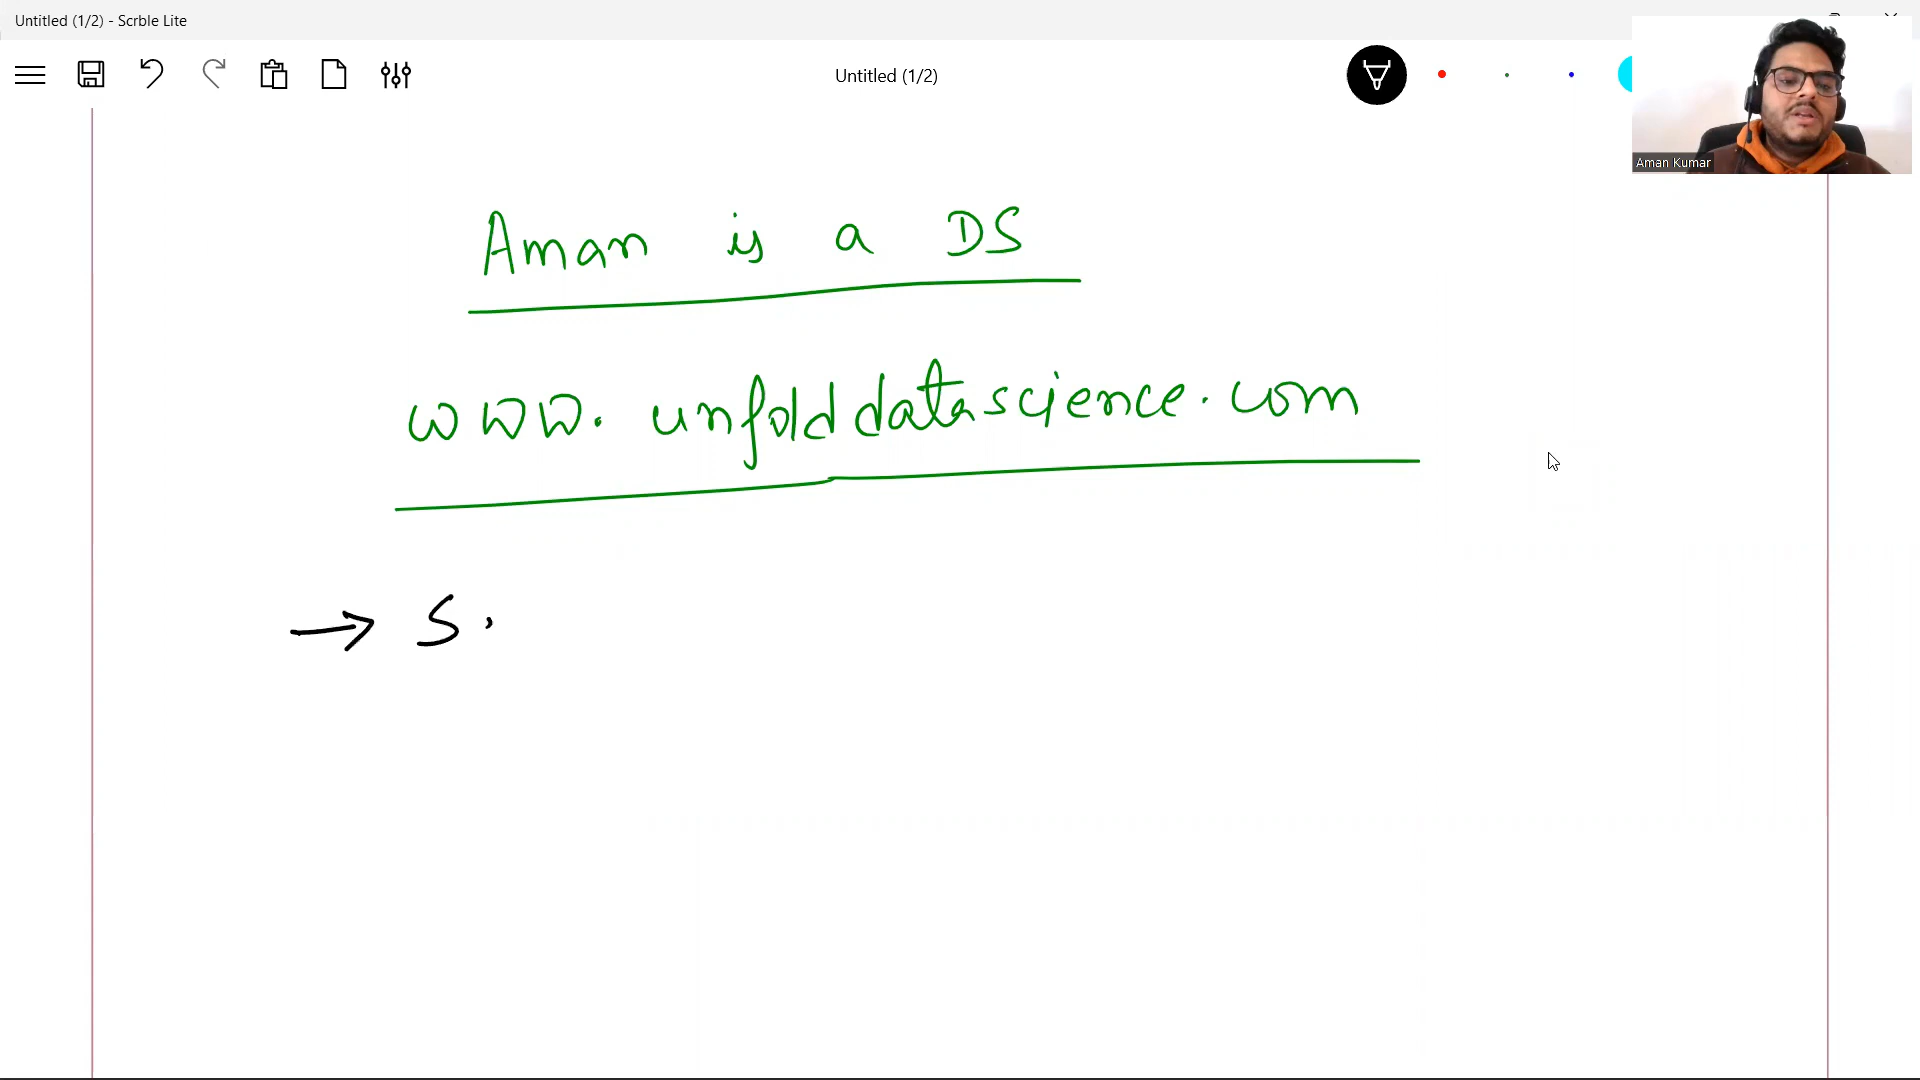 Untitled (1/2) - Scrble Lite
Untitled (1/2)
Aman Kumar
Aman is a DS
www.unfolddatascience.com
→ S.